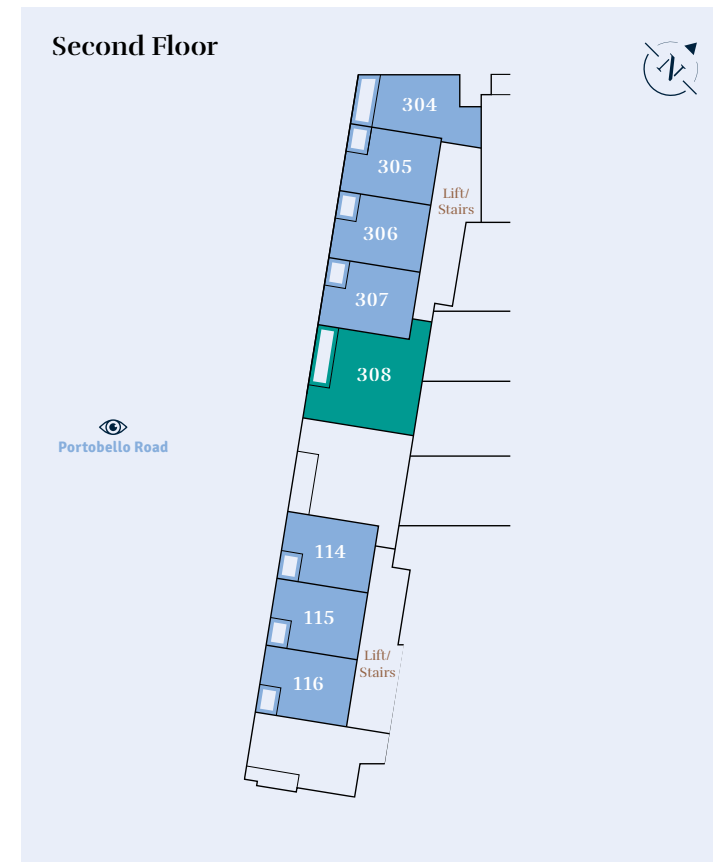 Second Floor
N
304
305
Lift/
Stairs
306
307
308
Portobello Road
114
115
Lift/
Stairs
116